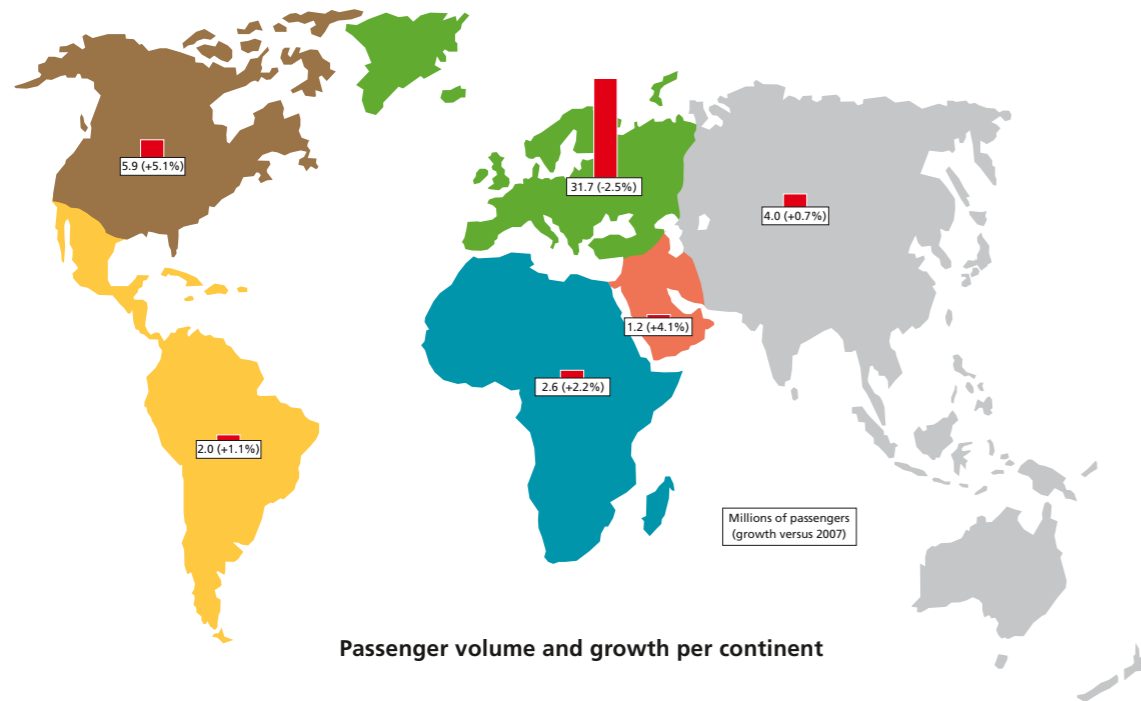 5.9 (+5.1%)
31.7 (-2.5%)
4.0 (+0.7%)
1.2 (+4.1%)
2.6 (+2.2%)
2.0 (+1.1%)
Millions of passengers
(growth versus 2007)
Passenger volume and growth per continent